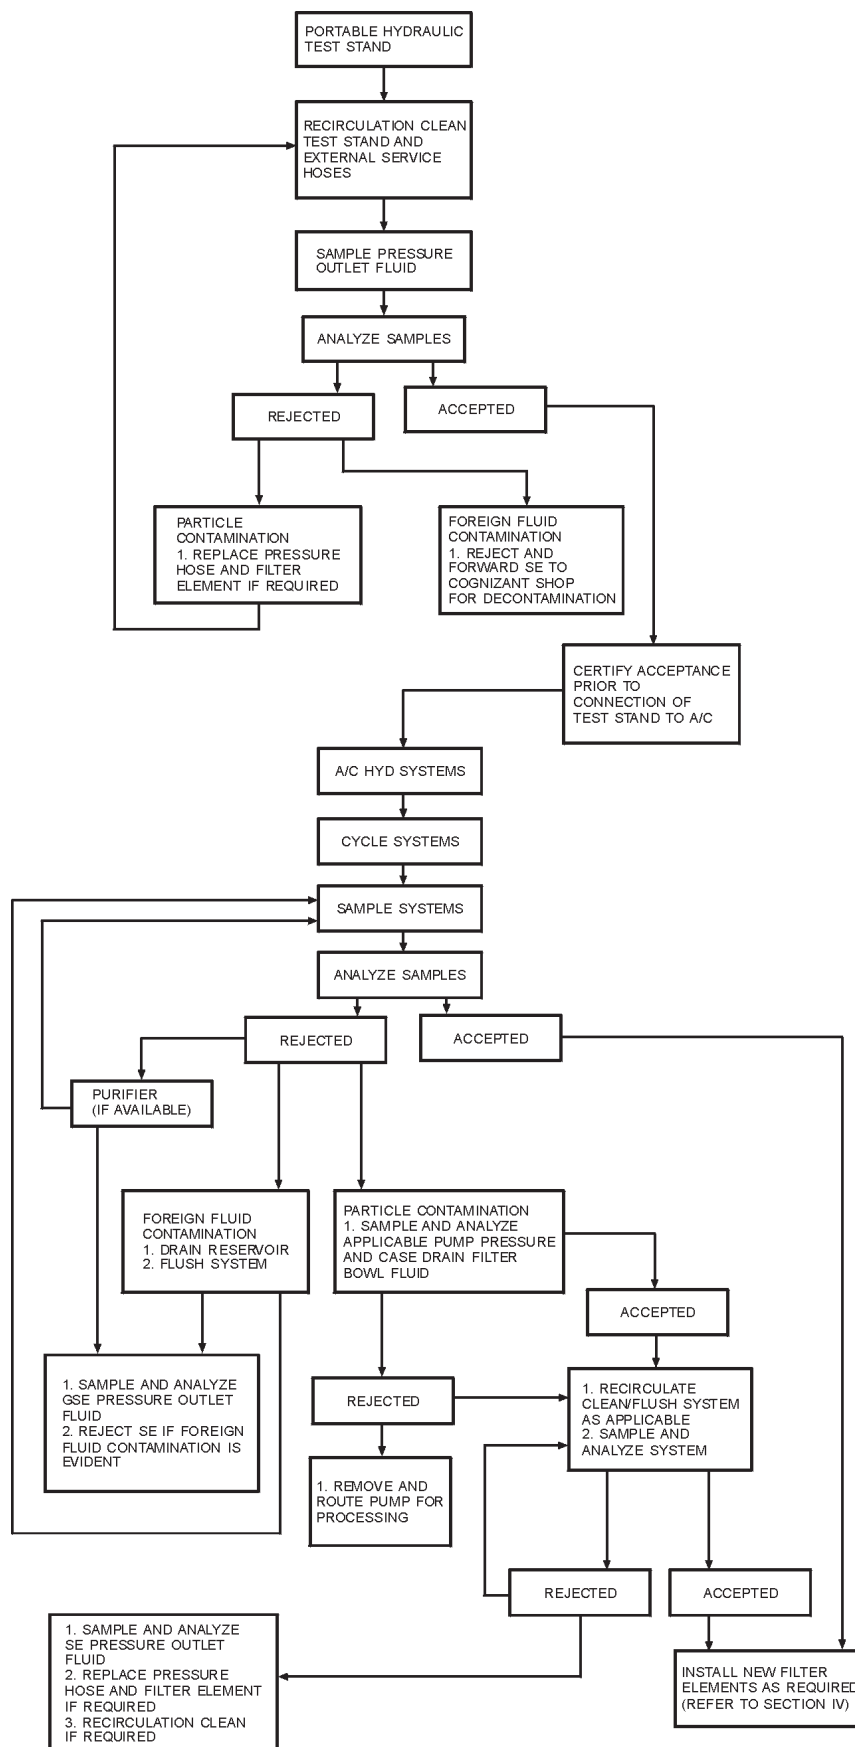 PORTABLE HYDRAULIC
TEST STAND
RECIRCULATION CLEAN
TEST STAND AND
EXTERNAL SERVICE
HOSES
SAMPLE PRESSURE
OUTLET FLUID
ANALYZE SAMPLES
REJECTED
ACCEPTED
PARTICLE
CONTAMINATION
1. REPLACE PRESSURE
HOSE AND FILTER
ELEMENT IF REQUIRED
FOREIGN FLUID
CONTAMINATION
1. REJECT AND
FORWARD SE TO
COGNIZANT SHOP
FOR DECONTAMINATION
CERTIFY ACCEPTANCE
PRIOR TO
CONNECTION OF
TEST STAND TO A/C
A/C HYD SYSTEMS
CYCLE SYSTEMS
SAMPLE SYSTEMS
ANALYZE SAMPLES
REJECTED
ACCEPTED
PURIFIER
(IF AVAILABLE)
FOREIGN FLUID
CONTAMINATION
1. DRAIN RESERVOIR
2. FLUSH SYSTEM
PARTICLE CONTAMINATION
1. SAMPLE AND ANALYZE
APPLICABLE PUMP PRESSURE
AND CASE DRAIN FILTER
BOWL FLUID
ACCEPTED
1. SAMPLE AND ANALYZE
GSE PRESSURE OUTLET
FLUID
2. REJECT SE IF FOREIGN
FLUID CONTAMINATION IS
EVIDENT
REJECTED
1. RECIRCULATE
CLEAN/FLUSH SYSTEM
AS APPLICABLE
2. SAMPLE AND
ANALYZE SYSTEM
1. REMOVE AND
ROUTE PUMP FOR
PROCESSING
REJECTED
ACCEPTED
1. SAMPLE AND ANALYZE
SE PRESSURE OUTLET
FLUID
2. REPLACE PRESSURE
HOSE AND FILTER ELEMENT
IF REQUIRED
3. RECIRCULATION CLEAN
IF REQUIRED
INSTALL NEW FILTER
ELEMENTS AS REQUIRED
(REFER TO SECTION IV)